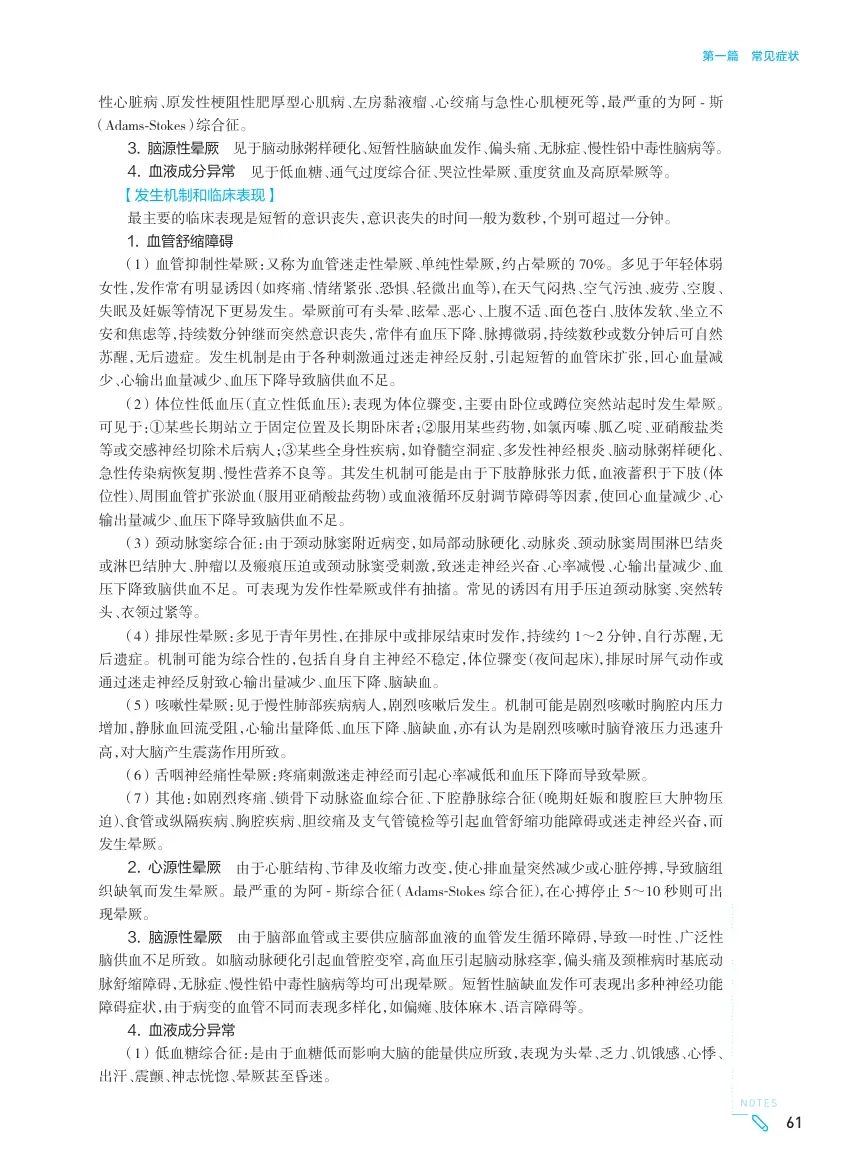 第一篇 常见症状
性心脏病、原发性梗阻性肥厚型心肌病、左房黏液瘤、心绞痛与急性心肌梗死等,最严重的为阿-斯
(Adams-Stokes)综合征。
3. 脑源性晕厥 见于脑动脉粥样硬化、短暂性脑缺血发作、偏头痛、无脉症、慢性铅中毒性脑病等。
4. 血液成分异常 见于低血糖、通气过度综合征、哭泣性晕厥、重度贫血及高原晕厥等。
【发生机制和临床表现】
最主要的临床表现是短暂的意识丧失,意识丧失的时间一般为数秒,个别可超过一分钟。
1. 血管舒缩障碍
(1)血管抑制性晕厥:又称为血管迷走性晕厥、单纯性晕厥,约占晕厥的 70%。多见于年轻体弱
女性,发作常有明显诱因(如疼痛、情绪紧张、恐惧、轻微出血等),在天气闷热、空气污浊、疲劳、空腹、
失眠及妊娠等情况下更易发生。晕厥前可有头晕、眩晕、恶心、上腹不适、面色苍白、肢体发软、坐立不
安和焦虑等,持续数分钟继而突然意识丧失,常伴有血压下降、脉搏微弱,持续数秒或数分钟后可自然
苏醒,无后遗症。发生机制是由于各种刺激通过迷走神经反射,引起短暂的血管床扩张,回心血量减
少、心输出血量减少、血压下降导致脑供血不足。
(2)体位性低血压(直立性低血压):表现为体位骤变,主要由卧位或蹲位突然站起时发生晕厥。
可见于:①某些长期站立于固定位置及长期卧床者;②服用某些药物,如氯丙嗪、胍乙啶、亚硝酸盐类
等或交感神经切除术后病人;③某些全身性疾病,如脊髓空洞症、多发性神经根炎、脑动脉粥样硬化、
急性传染病恢复期、慢性营养不良等。其发生机制可能是由于下肢静脉张力低,血液蓄积于下肢(体
位性)、周围血管扩张淤血(服用亚硝酸盐药物)或血液循环反射调节障碍等因素,使回心血量减少、心
输出量减少、血压下降导致脑供血不足。
(3)颈动脉窦综合征:由于颈动脉窦附近病变,如局部动脉硬化、动脉炎、颈动脉窦周围淋巴结炎
或淋巴结肿大、肿瘤以及瘢痕压迫或颈动脉窦受刺激,致迷走神经兴奋、心率减慢、心输出量减少、血
压下降致脑供血不足。可表现为发作性晕厥或伴有抽搐。常见的诱因有用手压迫颈动脉窦、突然转
头、衣领过紧等。
(4)排尿性晕厥:多见于青年男性,在排尿中或排尿结束时发作,持续约 1~2 分钟,自行苏醒,无
后遗症。机制可能为综合性的,包括自身自主神经不稳定,体位骤变(夜间起床),排尿时屏气动作或
通过迷走神经反射致心输出量减少、血压下降、脑缺血。
(5)咳嗽性晕厥:见于慢性肺部疾病病人,剧烈咳嗽后发生。机制可能是剧烈咳嗽时胸腔内压力
增加,静脉血回流受阻,心输出量降低、血压下降、脑缺血,亦有认为是剧烈咳嗽时脑脊液压力迅速升
高,对大脑产生震荡作用所致。
(6)舌咽神经痛性晕厥:疼痛刺激迷走神经而引起心率减低和血压下降而导致晕厥。
(7)其他:如剧烈疼痛、锁骨下动脉盗血综合征、下腔静脉综合征(晚期妊娠和腹腔巨大肿物压
迫)、食管或纵隔疾病、胸腔疾病、胆绞痛及支气管镜检等引起血管舒缩功能障碍或迷走神经兴奋,而
发生晕厥。
2. 心源性晕厥 由于心脏结构、节律及收缩力改变,使心排血量突然减少或心脏停搏,导致脑组
织缺氧而发生晕厥。最严重的为阿-斯综合征(Adams-Stokes 综合征),在心搏停止 5~10 秒则可出
现晕厥。
3. 脑源性晕厥 由于脑部血管或主要供应脑部血液的血管发生循环障碍,导致一时性、广泛性
脑供血不足所致。如脑动脉硬化引起血管腔变窄,高血压引起脑动脉痉挛,偏头痛及颈椎病时基底动
脉舒缩障碍,无脉症、慢性铅中毒性脑病等均可出现晕厥。短暂性脑缺血发作可表现出多种神经功能
障碍症状,由于病变的血管不同而表现多样化,如偏瘫、肢体麻木、语言障碍等。
4. 血液成分异常
(1)低血糖综合征:是由于血糖低而影响大脑的能量供应所致,表现为头晕、乏力、饥饿感、心悸、
出汗、震颤、神志恍惚、晕厥甚至昏迷。
NOTES
61